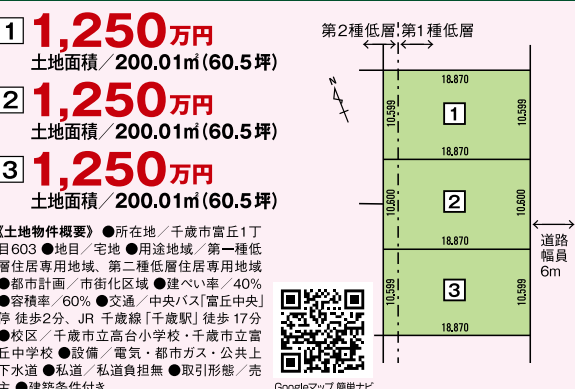 1 1,250万円
土地面積／200.01㎡(60.5坪)
2 1,250万円
土地面積／200.01㎡(60.5坪)
3 1,250万円
土地面積／200.01㎡(60.5坪)
《土地物件概要》 ●所在地／千歳市富丘1丁
目603 ●地目／宅地 ●用途地域／第一種低
層住居専用地域、第二種低層住居専用地域
●都市計画／市街化区域 ●建ぺい率／40%
●容積率／60% ●交通／中央バス｢富丘中央｣
停 徒歩2分、JR 千歳線｢千歳駅｣徒歩17分
●校区／千歳市立高台小学校・千歳市立富
丘中学校 ●設備／電気・都市ガス・公共上
下水道 ●私道／私道負担無 ●取引形態／売
主 ●建築条件付き
Googleマップ 簡単ナビ
第2種低層 第1種低層
N
18.870
10.599
1
10.599
18.870
10.600
2
10.600
18.870
10.599
3
10.599
18.870
道路
幅員
6m